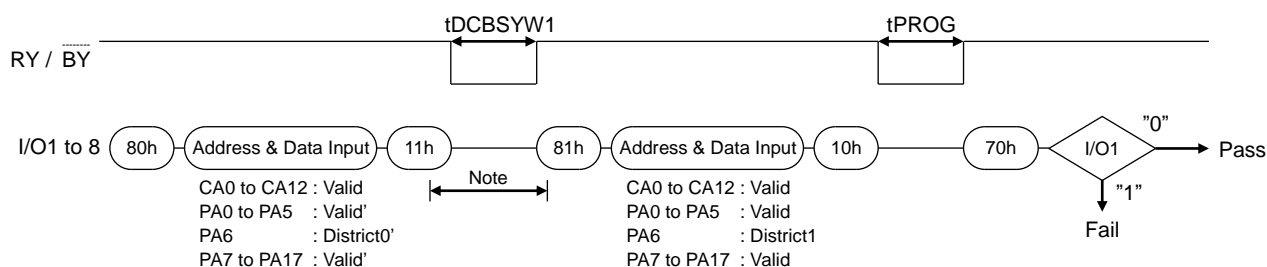 tDCBSYW1
tPROG
RY / BY
I/O1 to 8
80h
Address & Data Input
11h
81h
Address & Data Input
10h
70h
I/O1
”0”
Pass
Note
”1”
Fail
CA0 to CA12 : Valid
PA0 to PA5 : Valid’
PA6 : District0’
PA7 to PA17 : Valid’
CA0 to CA12 : Valid
PA0 to PA5 : Valid
PA6 : District1
PA7 to PA17 : Valid